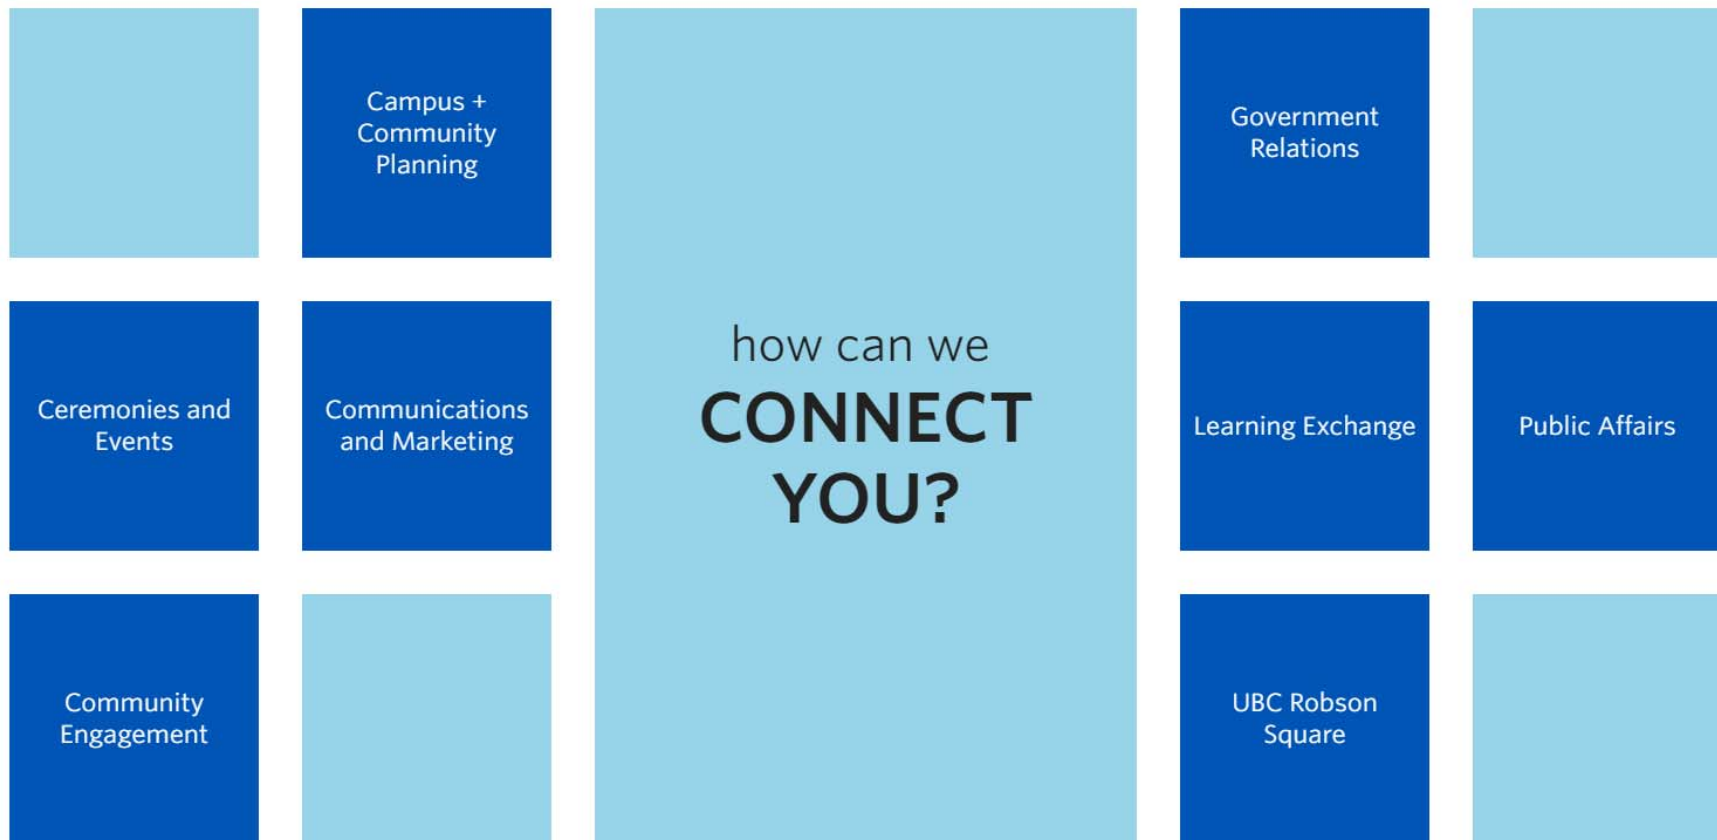 Campus +
Community
Planning
Government
Relations
Ceremonies and
Events
Communications
and Marketing
how can we
CONNECT
YOU?
Learning Exchange
Public Affairs
Community
Engagement
UBC Robson
Square